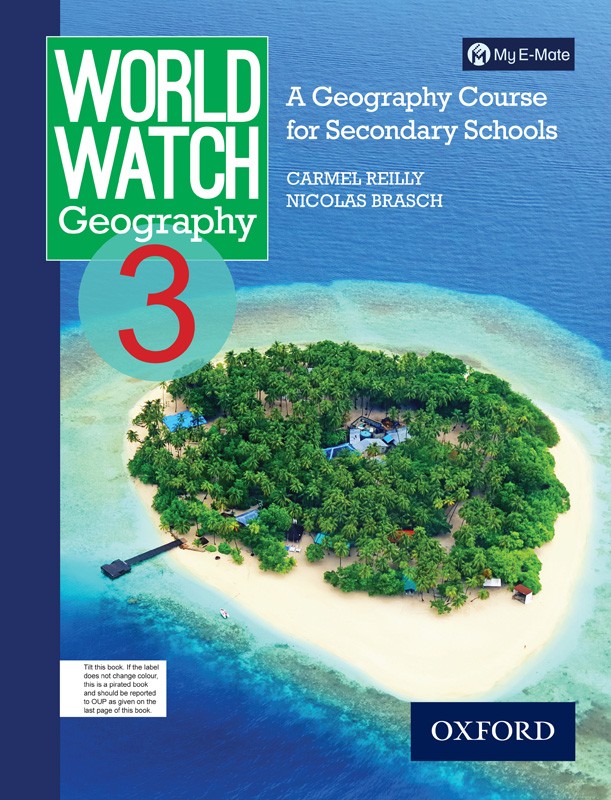 My E-Mate
WORLD
WATCH
Geography
3
A Geography Course
for Secondary Schools
CARMEL REILLY
NICOLAS BRASCH
Tilt this book. If the label
does not change colour,
this is a pirated book
and should be reported
to OUP as given on the
last page of this book.
OXFORD